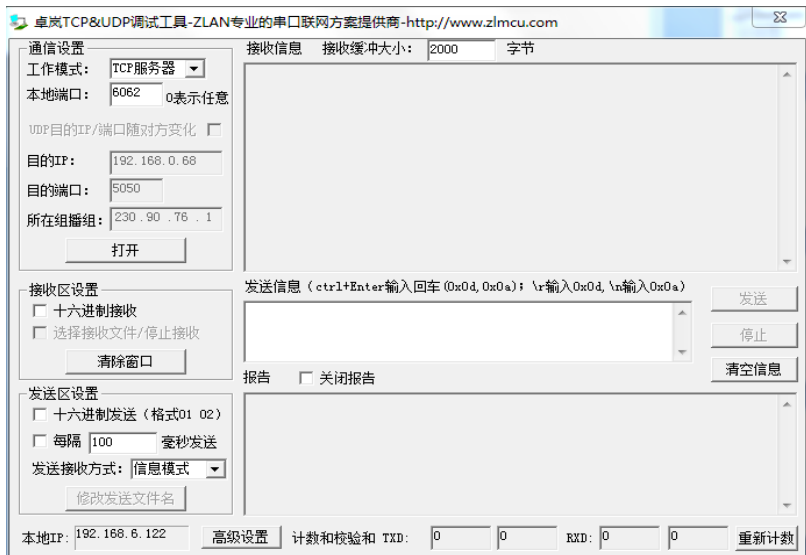 卓岚TCP&UDP调试工具-ZLAN专业的串口联网方案提供商-http://www.zlmcu.com
通信设置
工作模式： TCP服务器
本地端口： 6062 0表示任意
UDP目的IP/端口随对方变化
目的IP： 192.168.0.68
目的端口： 5050
所在组播组： 230 .90 .76 . 1
打开
接收区设置
十六进制接收
选择接收文件/停止接收
清除窗口
发送区设置
十六进制发送（格式01 02）
每隔 100 毫秒发送
发送接收方式： 信息模式
修改发送文件名
接收信息 接收缓冲大小： 2000 字节
发送信息（ctrl+Enter输入回车(0x0d,0x0a)；\r输入0x0d,\n输入0x0a）
发送
停止
清空信息
报告 关闭报告
本地IP: 192.168.6.122 高级设置 计数和校验和 TXD: 0 0 RXD: 0 0 重新计数